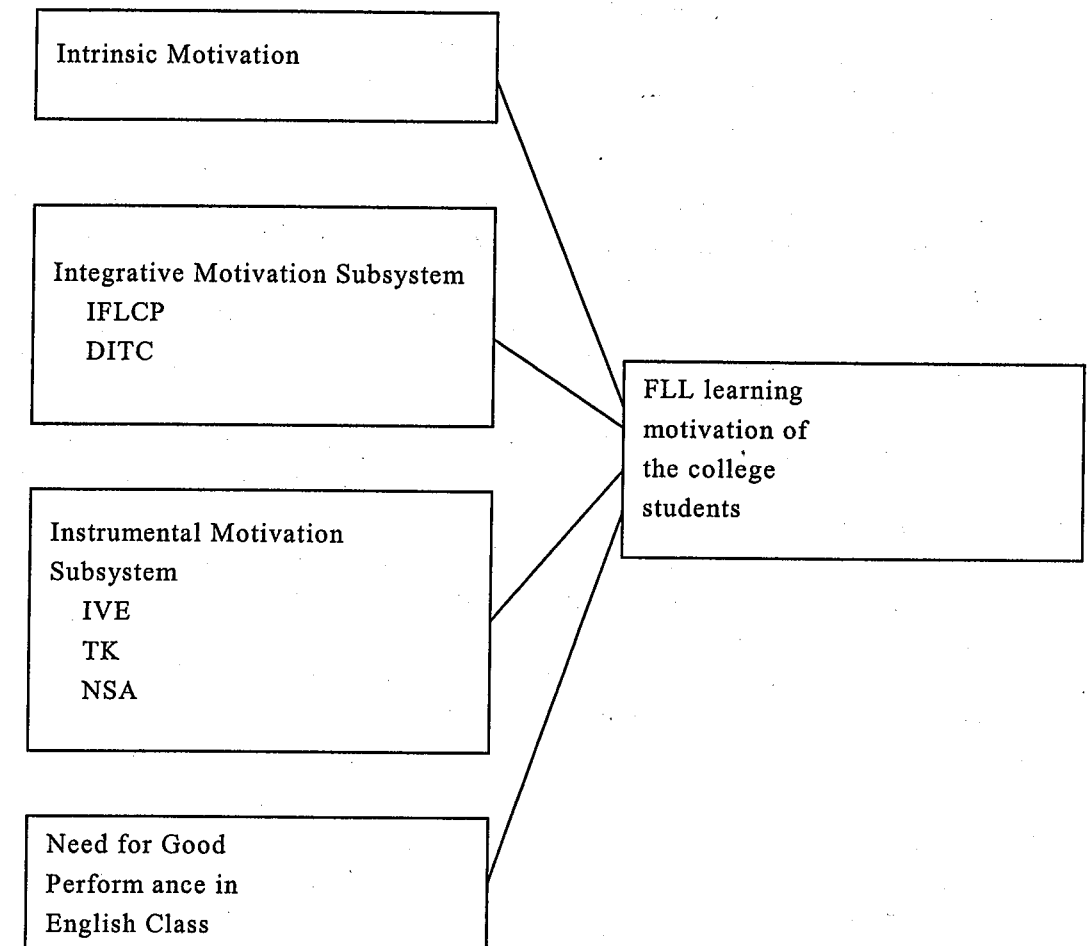 Intrinsic Motivation
Integrative Motivation Subsystem
IFLCP
DITC
FLL learning
motivation of
the college
students
Instrumental Motivation
Subsystem
IVE
TK
NSA
Need for Good
Perform ance in
English Class